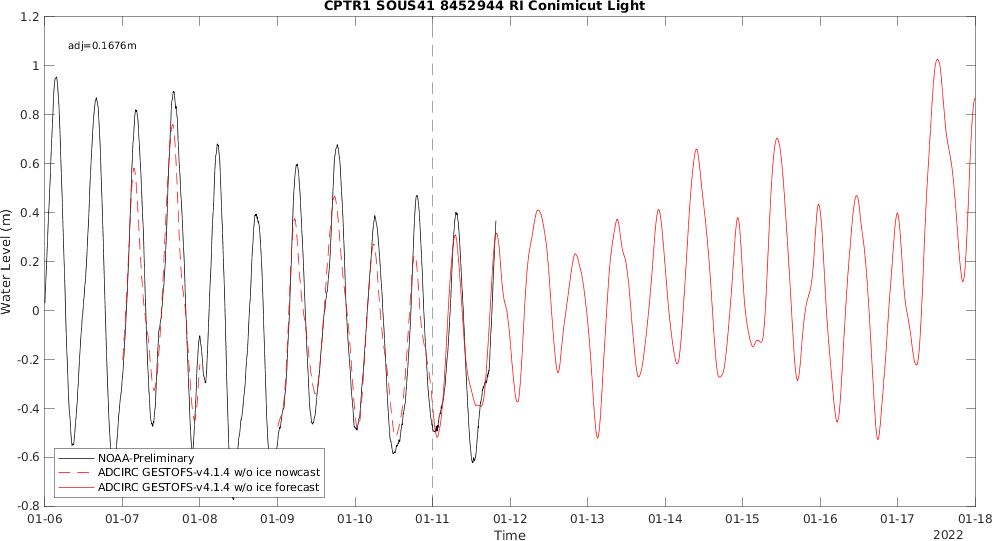 CPTR1 SOUS41 8452944 RI Conimicut Light
adj=0.1676m
1.2
1
0.8
0.6
0.4
0.2
0
-0.2
-0.4
-0.6
-0.8
Water Level (m)
NOAA-Preliminary
ADCIRC GESTOFS-v4.1.4 w/o ice nowcast
ADCIRC GESTOFS-v4.1.4 w/o ice forecast
01-06 01-07 01-08 01-09 01-10 01-11 01-12 01-13 01-14 01-15 01-16 01-17 01-18
Time
2022